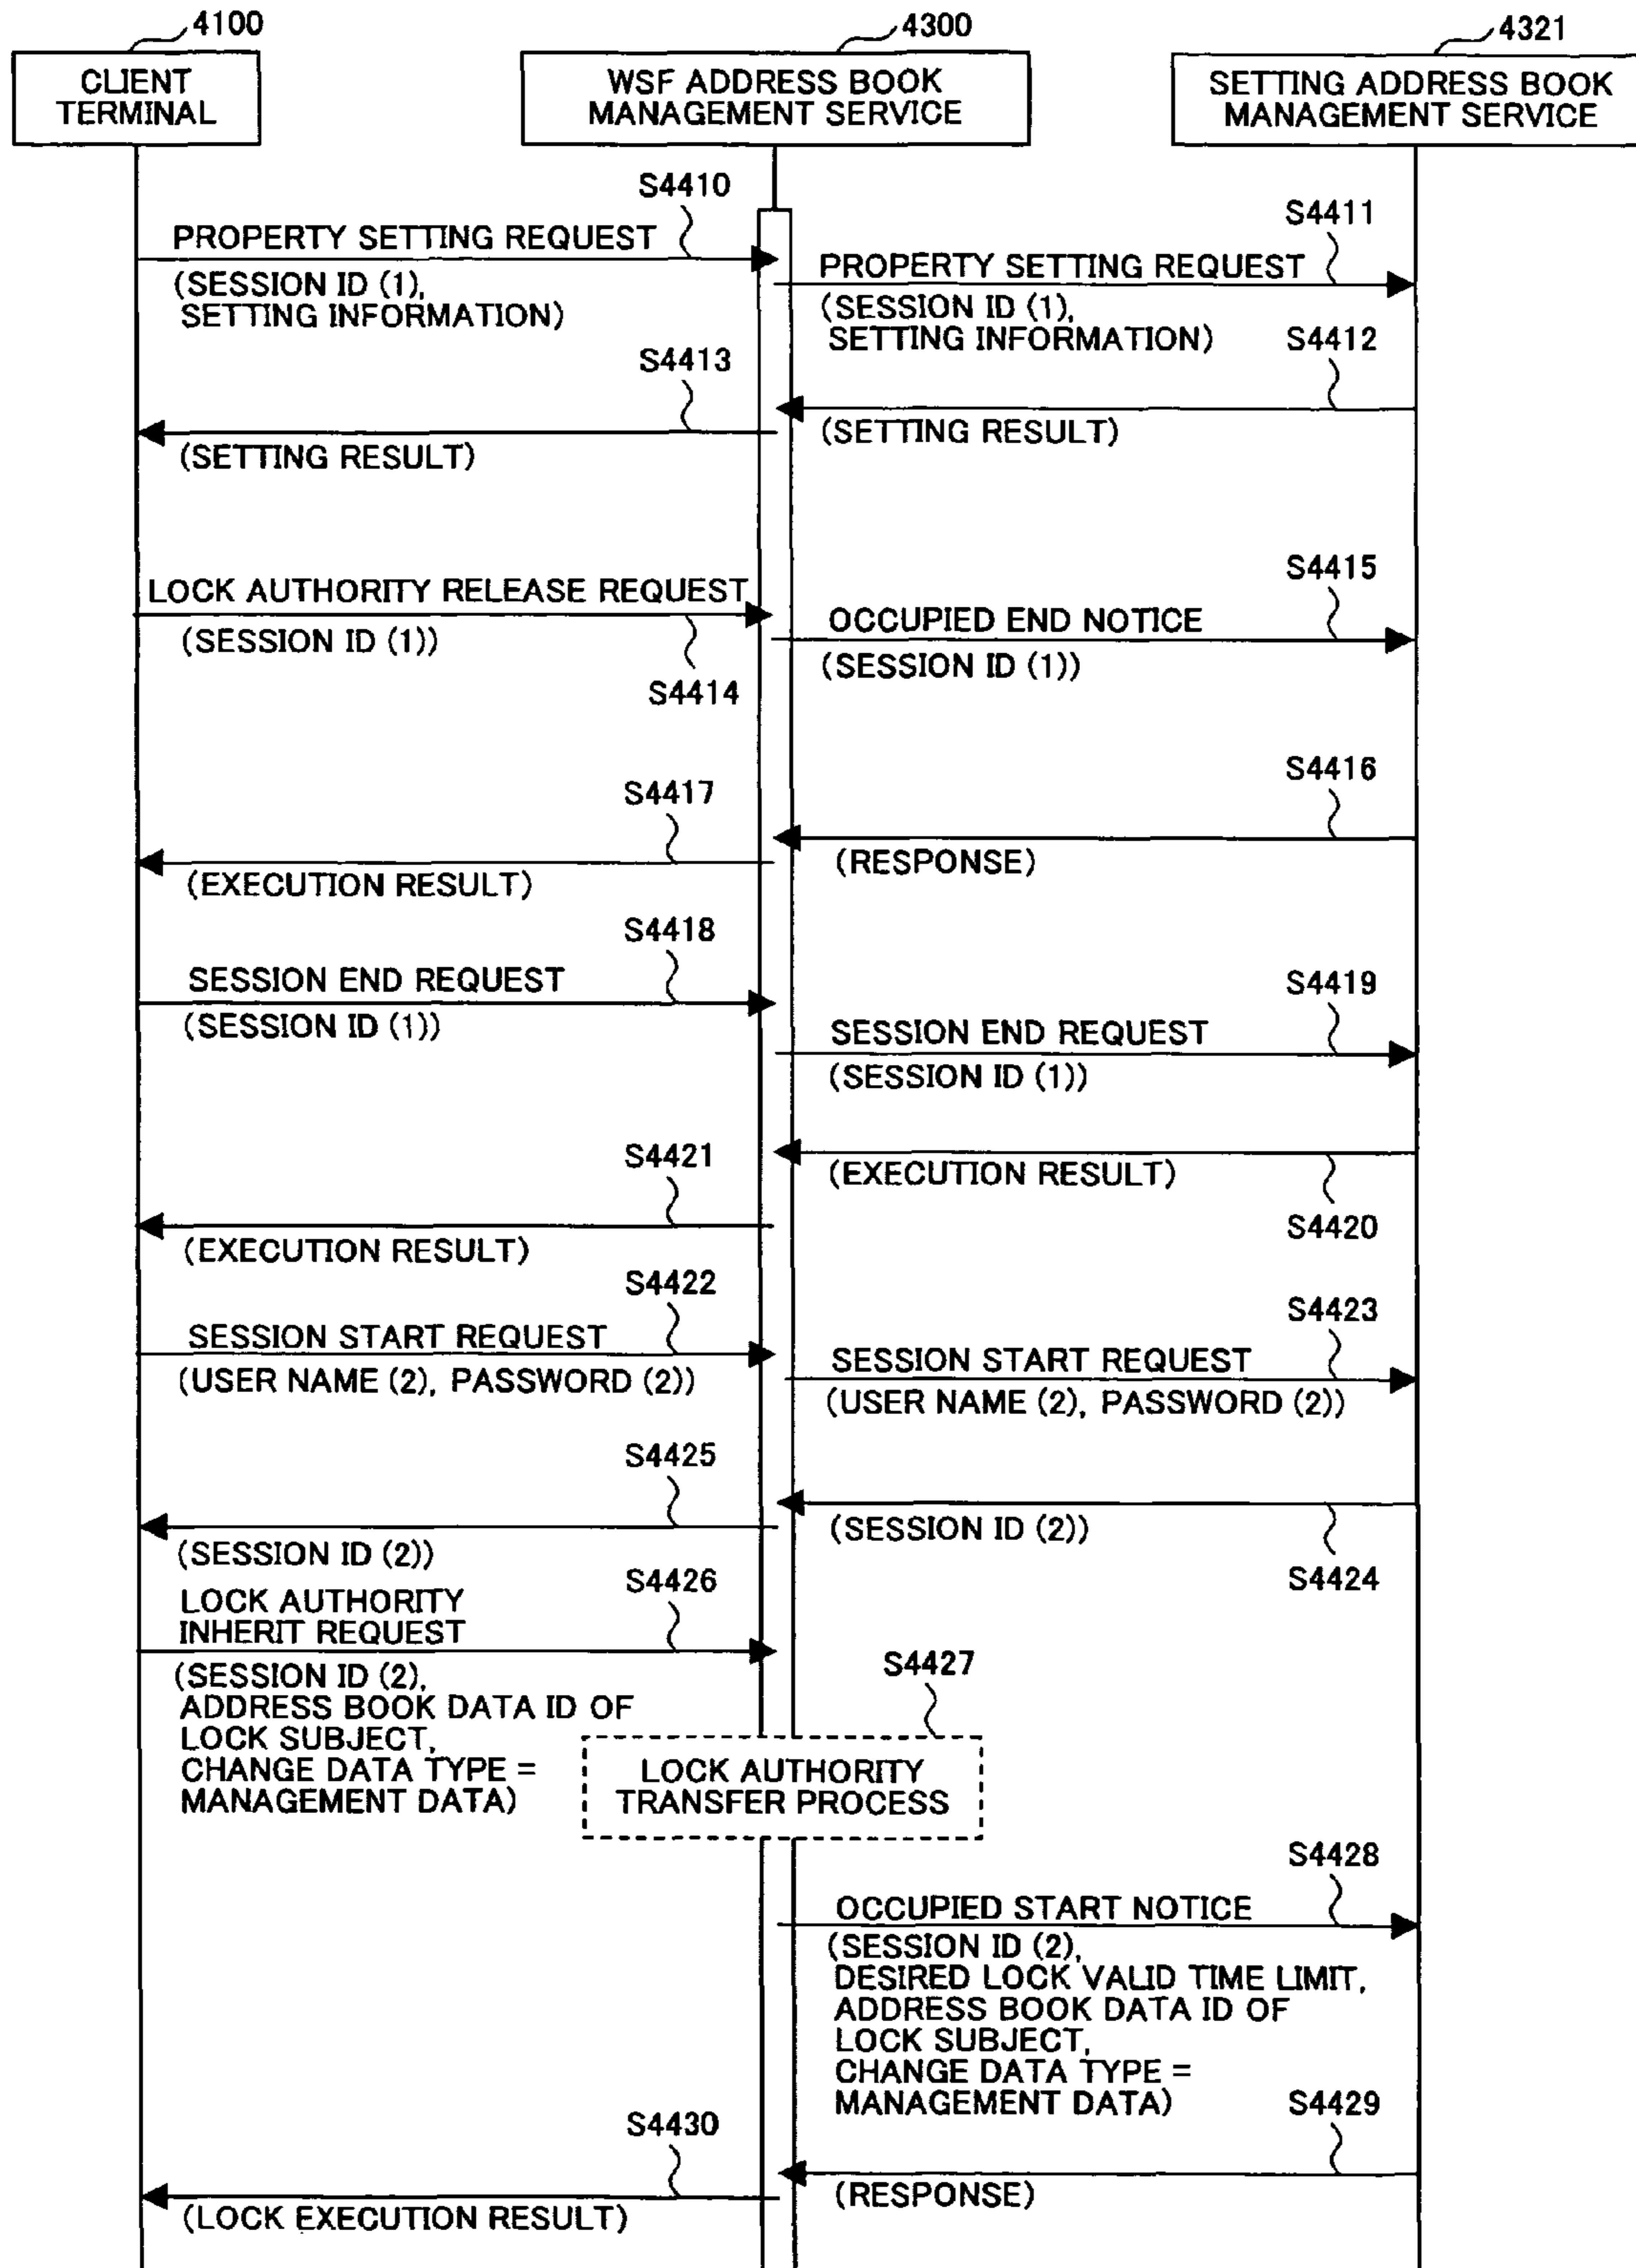 4100
4300
4321
CLIENT
TERMINAL
WSF ADDRESS BOOK
MANAGEMENT SERVICE
SETTING ADDRESS BOOK
MANAGEMENT SERVICE
S4410
PROPERTY SETTING REQUEST
(SESSION ID (1),
SETTING INFORMATION)
S4411
PROPERTY SETTING REQUEST
(SESSION ID (1),
SETTING INFORMATION)
S4412
(SETTING RESULT)
S4413
(SETTING RESULT)
LOCK AUTHORITY RELEASE REQUEST
(SESSION ID (1))
S4414
S4415
OCCUPIED END NOTICE
(SESSION ID (1))
S4416
(RESPONSE)
S4417
(EXECUTION RESULT)
S4418
SESSION END REQUEST
(SESSION ID (1))
S4419
SESSION END REQUEST
(SESSION ID (1))
(EXECUTION RESULT)
S4420
S4421
(EXECUTION RESULT)
S4422
SESSION START REQUEST
(USER NAME (2), PASSWORD (2))
S4423
SESSION START REQUEST
(USER NAME (2), PASSWORD (2))
(SESSION ID (2))
S4424
S4425
(SESSION ID (2))
S4426
LOCK AUTHORITY
INHERIT REQUEST
(SESSION ID (2),
ADDRESS BOOK DATA ID OF
LOCK SUBJECT,
CHANGE DATA TYPE =
MANAGEMENT DATA)
S4427
LOCK AUTHORITY
TRANSFER PROCESS
S4428
OCCUPIED START NOTICE
(SESSION ID (2),
DESIRED LOCK VALID TIME LIMIT,
ADDRESS BOOK DATA ID OF
LOCK SUBJECT,
CHANGE DATA TYPE =
MANAGEMENT DATA)
S4429
(RESPONSE)
S4430
(LOCK EXECUTION RESULT)